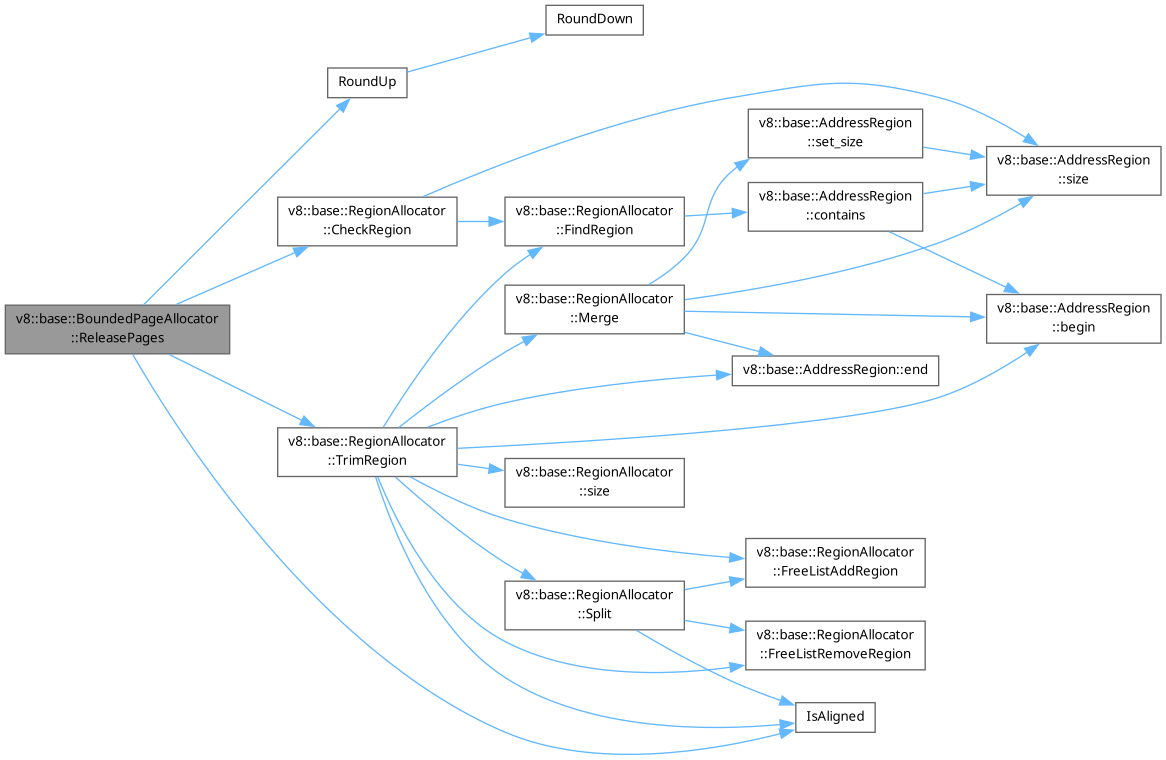 RoundDown
RoundUp
v8::base::AddressRegion
::set_size
v8::base::AddressRegion
::size
v8::base::AddressRegion
::contains
v8::base::RegionAllocator
::CheckRegion
v8::base::RegionAllocator
::FindRegion
v8::base::RegionAllocator
::Merge
v8::base::AddressRegion
::begin
v8::base::BoundedPageAllocator
::ReleasePages
v8::base::AddressRegion::end
v8::base::RegionAllocator
::TrimRegion
v8::base::RegionAllocator
::size
v8::base::RegionAllocator
::FreeListAddRegion
v8::base::RegionAllocator
::Split
v8::base::RegionAllocator
::FreeListRemoveRegion
IsAligned